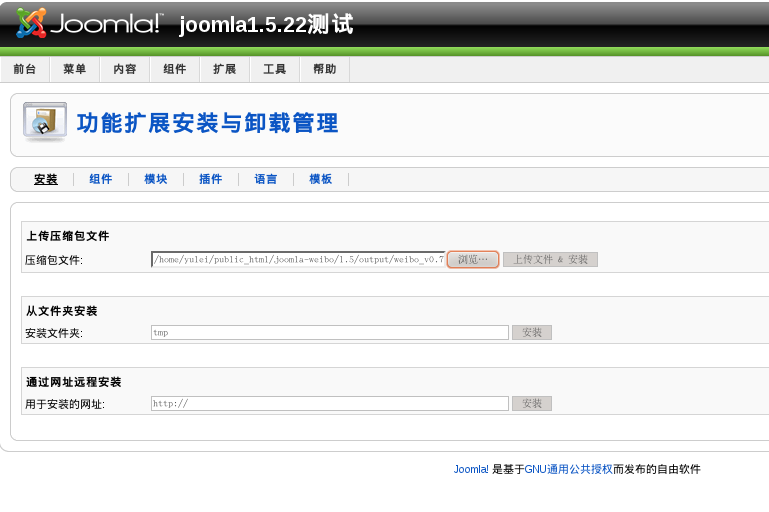 Joomla!™ joomla1.5.22测试
前台 菜单 内容 组件 扩展 工具 帮助
功能扩展安装与卸载管理
安装 组件 模块 插件 语言 模板
上传压缩包文件
压缩包文件: /home/yulei/public_html/joomla-weibo/1.5/output/weibo_v0.7 浏览… 上传文件 & 安装
从文件夹安装
安装文件夹: tmp 安装
通过网址远程安装
用于安装的网址: http:// 安装
Joomla! 是基于GNU通用公共授权而发布的自由软件